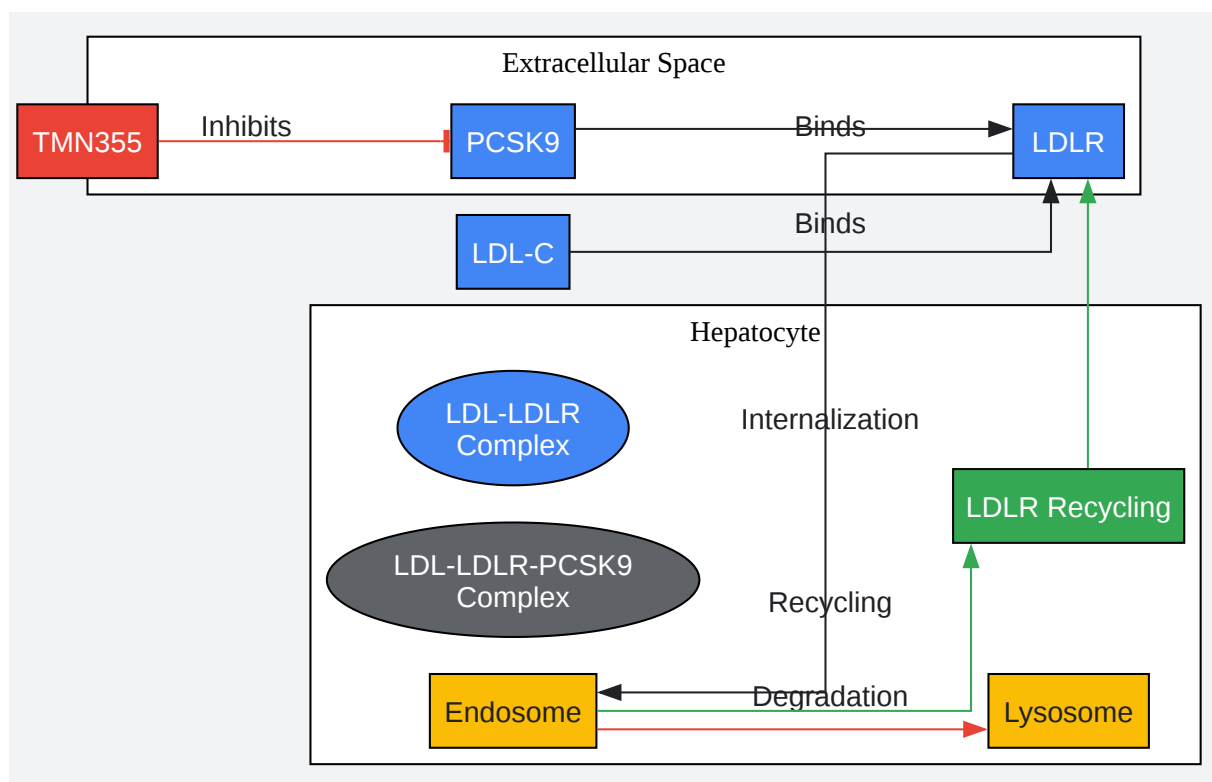 Extracellular Space
TMN355
Inhibits
PCSK9
Binds
LDLR
LDL-C
Binds
Hepatocyte
LDL-LDLR
Complex
Internalization
LDLR Recycling
LDL-LDLR-PCSK9
Complex
Recycling
Endosome
Degradation
Lysosome